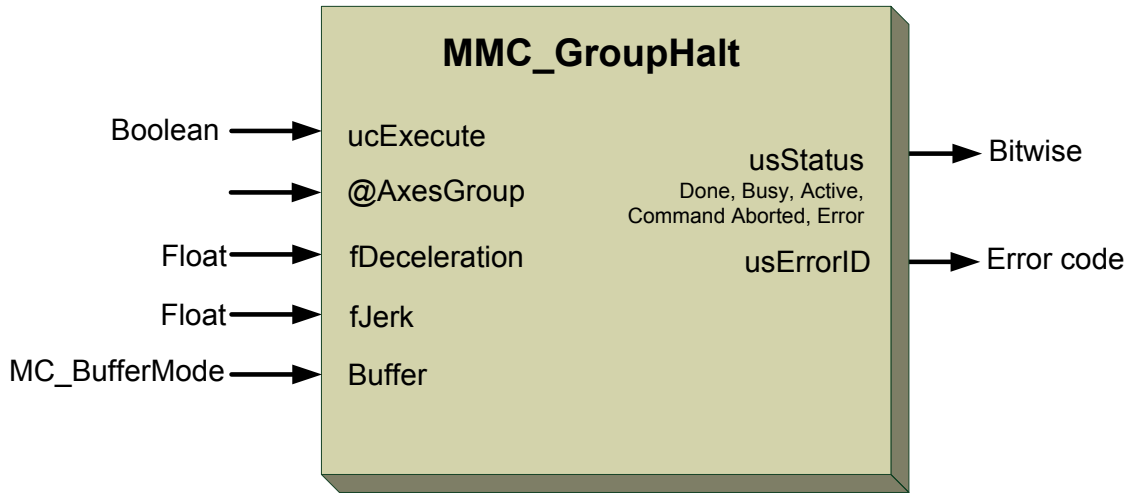 MMC_GroupHalt
Boolean
ucExecute
@AxesGroup
Float
fDeceleration
Float
fJerk
MC_BufferMode
Buffer
usStatus
Done, Busy, Active,
Command Aborted, Error
Bitwise
usErrorID
Error code